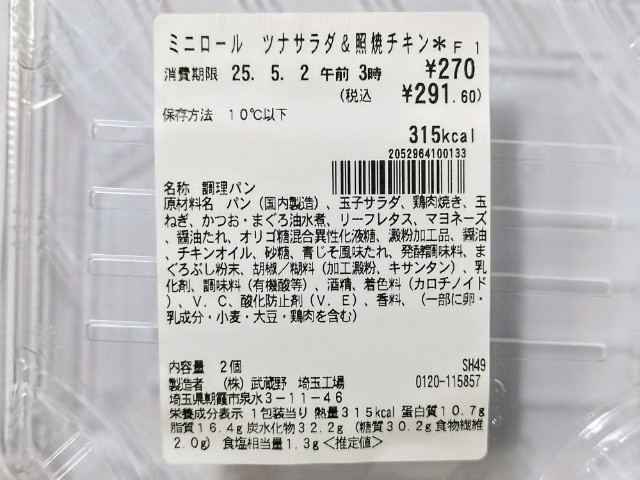 ミニロール　ツナサラダ＆照焼チキン＊Ｆ１
消費期限 25. 5. 2 午前 3時 ¥270
(税込 ¥291.60)
保存方法　１０℃以下
315kcal
2052964100133
名称　調理パン
原材料名　パン（国内製造）、玉子サラダ、鶏肉焼き、玉
ねぎ、かつお・まぐろ油水煮、リーフレタス、マヨネーズ
、醤油たれ、オリゴ糖混合異性化液糖、澱粉加工品、醤油
、チキンオイル、砂糖、青じそ風味たれ、発酵調味料、ま
ぐろぶし粉末、胡椒／糊料（加工澱粉、キサンタン）、乳
化剤、調味料（有機酸等）、酒精、着色料（カロチノイド
）、Ｖ．Ｃ、酸化防止剤（Ｖ．Ｅ）、香料、（一部に卵・
乳成分・小麦・大豆・鶏肉を含む）
内容量　２個　SH49
製造者　（株）武蔵野　埼玉工場　0120-115857
埼玉県朝霞市泉水３－１１－４６
栄養成分表示　１包装当り　熱量３１５kcal　蛋白質１０．７g
脂質１６．４g 炭水化物３２．２g（糖質３０．２g 食物繊維
２．０g）　食塩相当量１．３g＜推定値＞